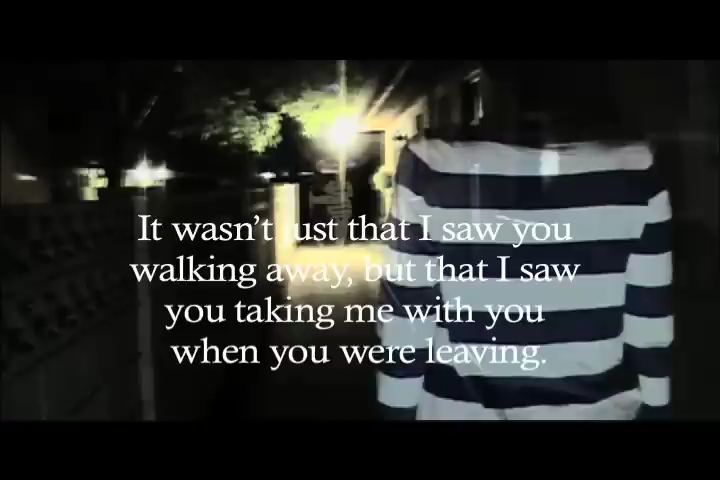 It wasn’t just that I saw you
walking away, but that I saw
you taking me with you
when you were leaving.